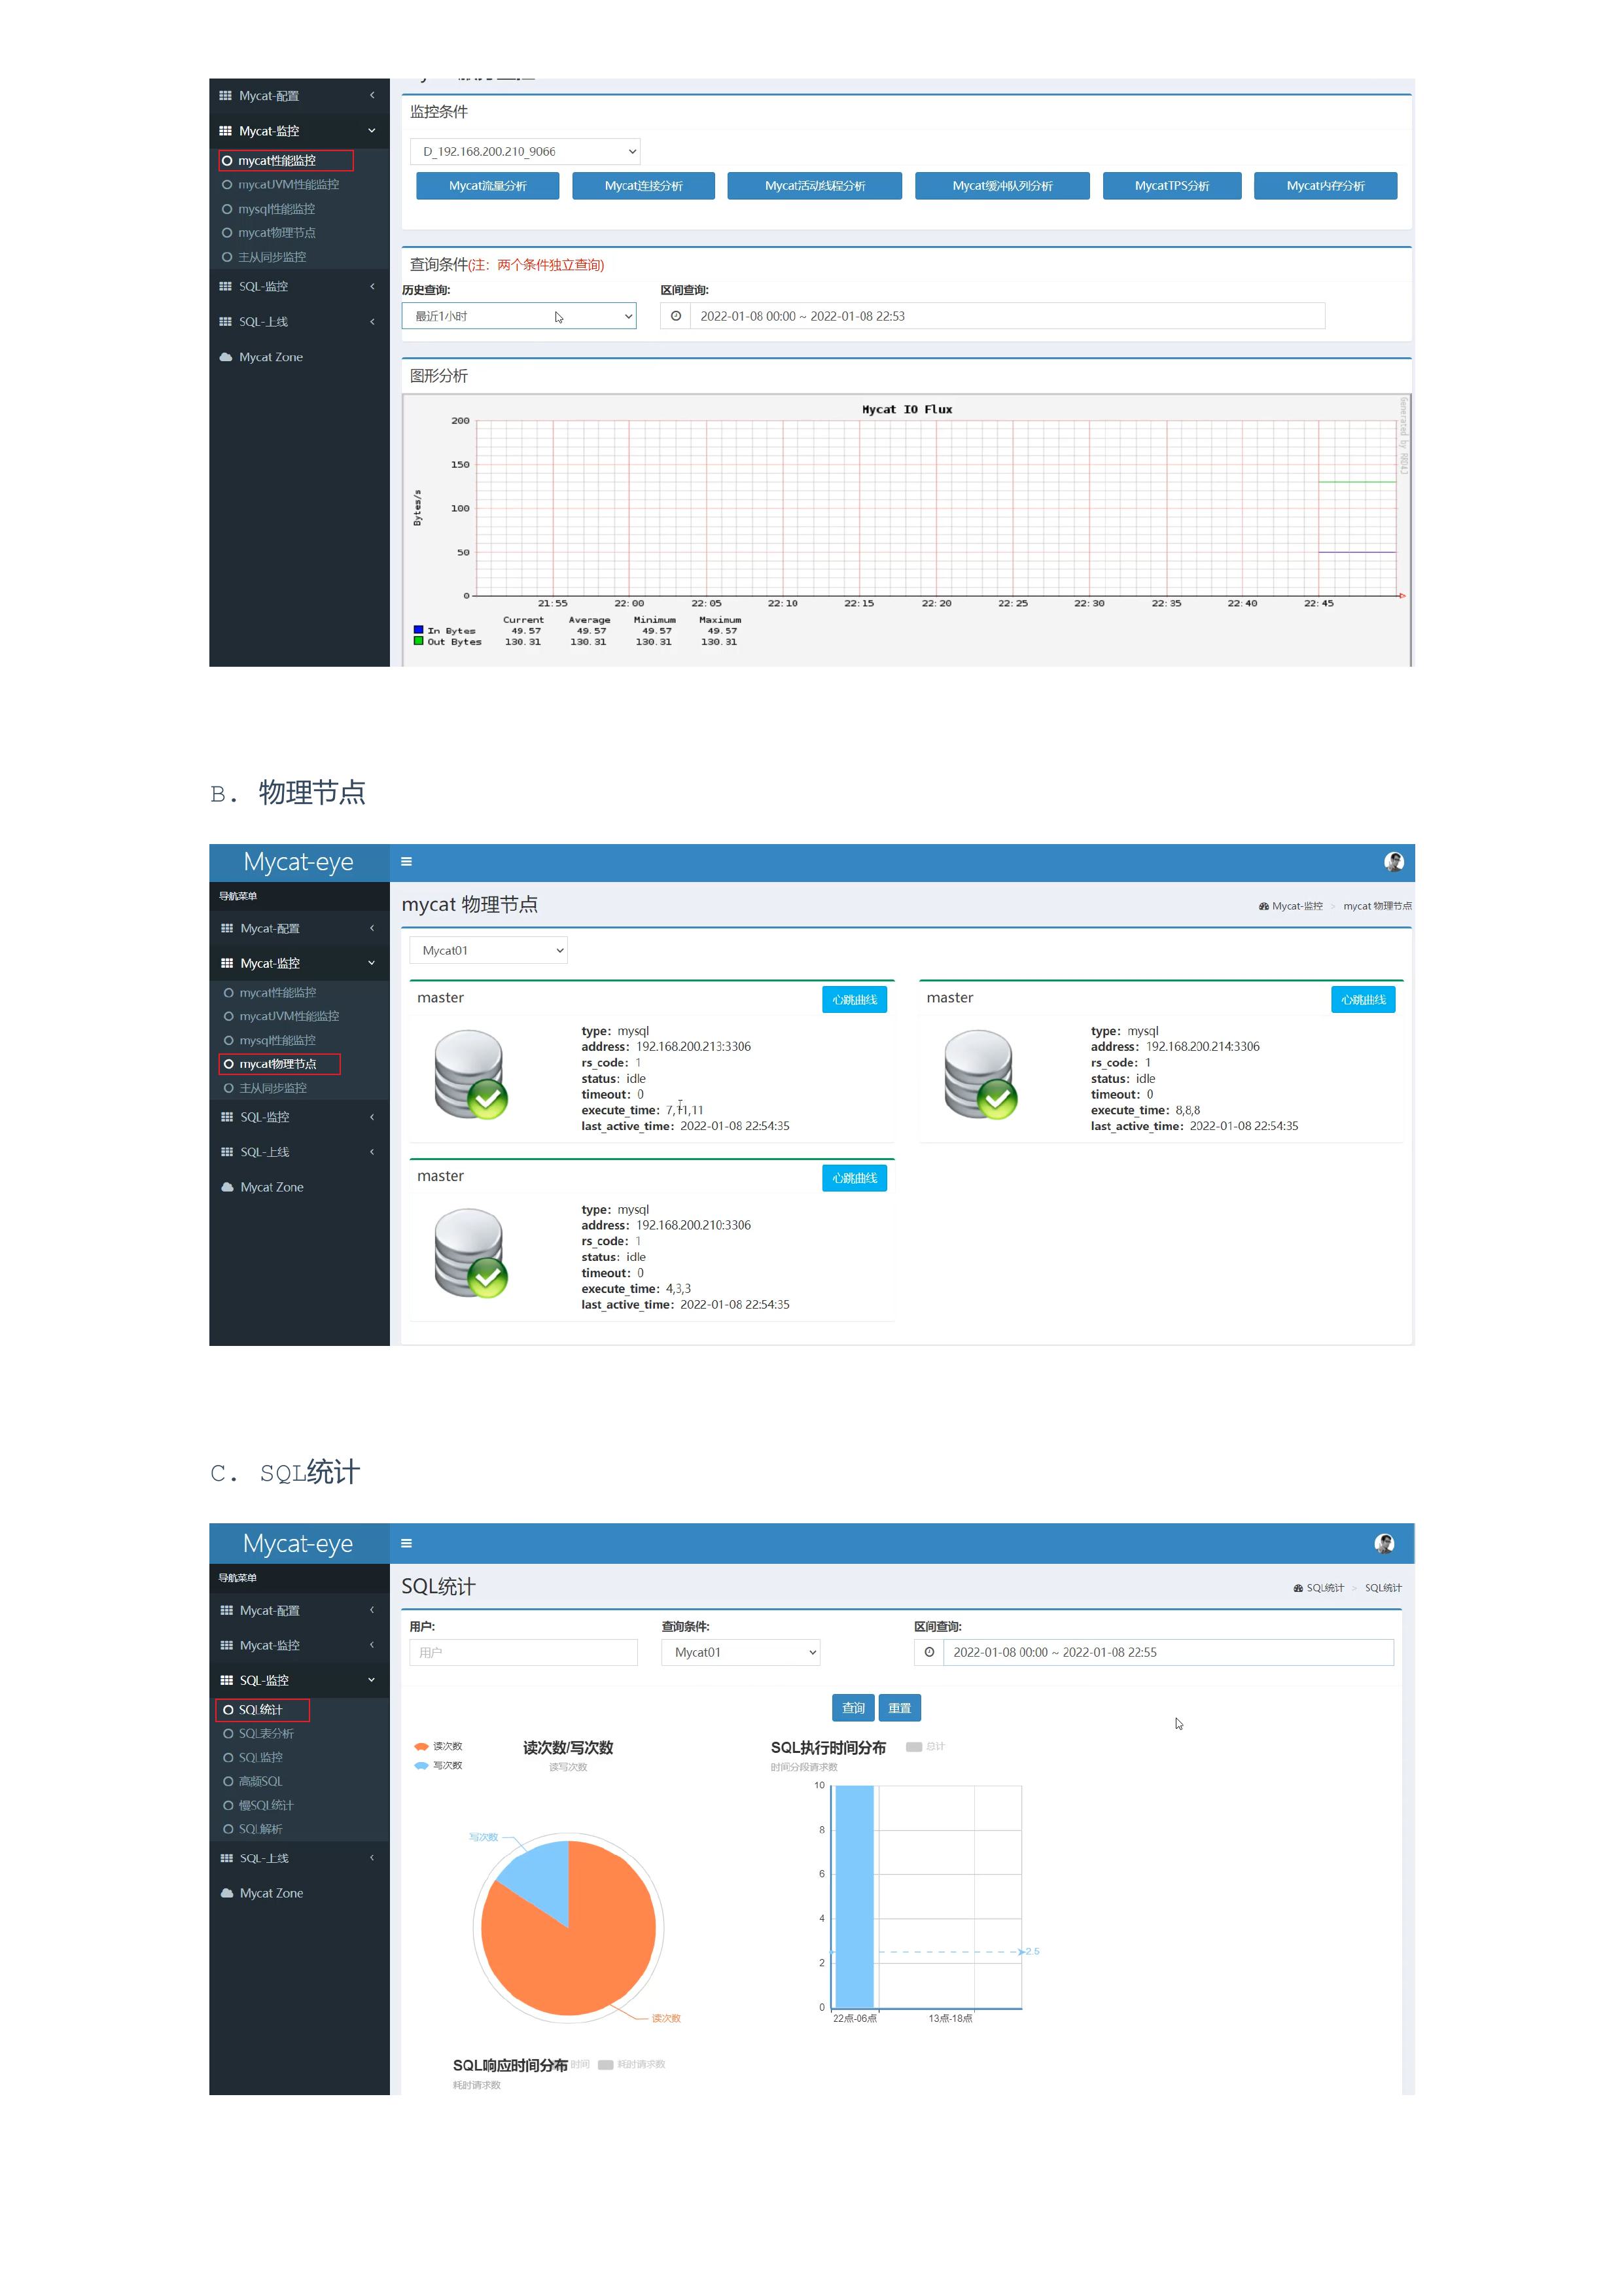 Mycat-配置
Mycat-监控
mycat性能监控
mycatJVM性能监控
mysql性能监控
mycat物理节点
主从同步监控
SQL-监控
SQL-上线
Mycat Zone
监控条件
D_192.168.200.210_9066
Mycat流量分析 Mycat连接分析 Mycat活动线程分析 Mycat缓冲队列分析 MycatTPS分析 Mycat内存分析
查询条件(注：两个条件独立查询)
历史查询: 区间查询:
最近1小时 2022-01-08 00:00 ~ 2022-01-08 22:53
图形分析
Mycat IO Flux
Generated by RRD4J
Bytes/s
200
150
100
50
0
21:55 22:00 22:05 22:10 22:15 22:20 22:25 22:30 22:35 22:40 22:45
Current Average Minimum Maximum
In Bytes 49.57 49.57 49.57 49.57
Out Bytes 130.31 130.31 130.31 130.31
B. 物理节点
Mycat-eye
导航菜单
Mycat-配置
Mycat-监控
mycat性能监控
mycatJVM性能监控
mysql性能监控
mycat物理节点
主从同步监控
SQL-监控
SQL-上线
Mycat Zone
mycat 物理节点
Mycat-监控 > mycat 物理节点
Mycat01
master 心跳曲线
type: mysql
address: 192.168.200.213:3306
rs_code: 1
status: idle
timeout: 0
execute_time: 7,11,11
last_active_time: 2022-01-08 22:54:35
master 心跳曲线
type: mysql
address: 192.168.200.214:3306
rs_code: 1
status: idle
timeout: 0
execute_time: 8,8,8
last_active_time: 2022-01-08 22:54:35
master 心跳曲线
type: mysql
address: 192.168.200.210:3306
rs_code: 1
status: idle
timeout: 0
execute_time: 4,3,3
last_active_time: 2022-01-08 22:54:35
C. SQL统计
Mycat-eye
导航菜单
Mycat-配置
Mycat-监控
SQL-监控
SQL统计
SQL表分析
SQL监控
高频SQL
慢SQL统计
SQL解析
SQL-上线
Mycat Zone
SQL统计
SQL统计 > SQL统计
用户: 查询条件: 区间查询:
用户 Mycat01 2022-01-08 00:00 ~ 2022-01-08 22:55
查询 重置
读次数
写次数
读次数/写次数
读写次数
写次数
读次数
SQL执行时间分布 总计
时间分段请求数
10
8
6
4
2
0
2.5
22点-06点 13点-18点
SQL响应时间分布 时间 耗时请求数
耗时请求数